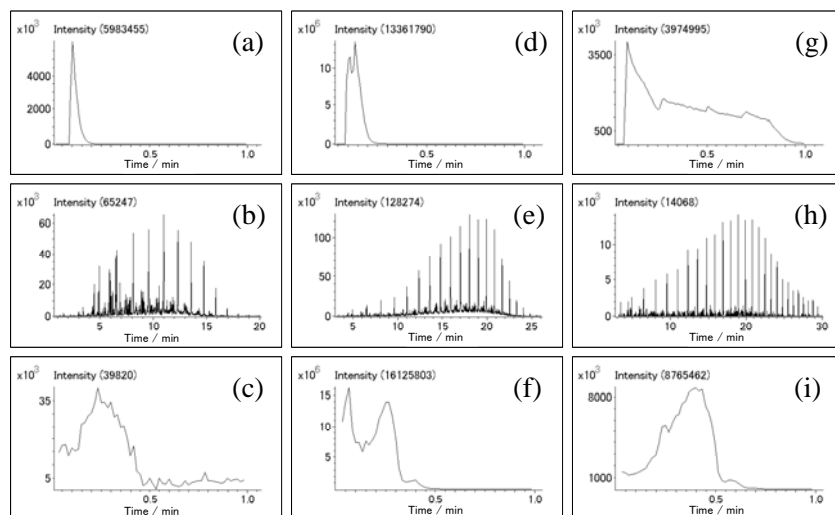 x10³ Intensity (5983455) (a)
4000
2000
0
0.5 1.0
Time / min
x10⁶ Intensity (13361790) (d)
10
5
0
0.5 1.0
Time / min
x10³ Intensity (3974995) (g)
3500
500
0.5 1.0
Time / min
x10³ Intensity (65247) (b)
60
40
20
0
5 10 15 20
Time / min
x10³ Intensity (128274) (e)
100
50
0
5 10 15 20 25
Time / min
x10³ Intensity (14068) (h)
10
5
0
10 20 30
Time / min
x10³ Intensity (39820) (c)
35
5
0.5 1.0
Time / min
x10⁶ Intensity (16125803) (f)
15
10
5
0.5 1.0
Time / min
x10³ Intensity (8765462) (i)
8000
1000
0.5 1.0
Time / min